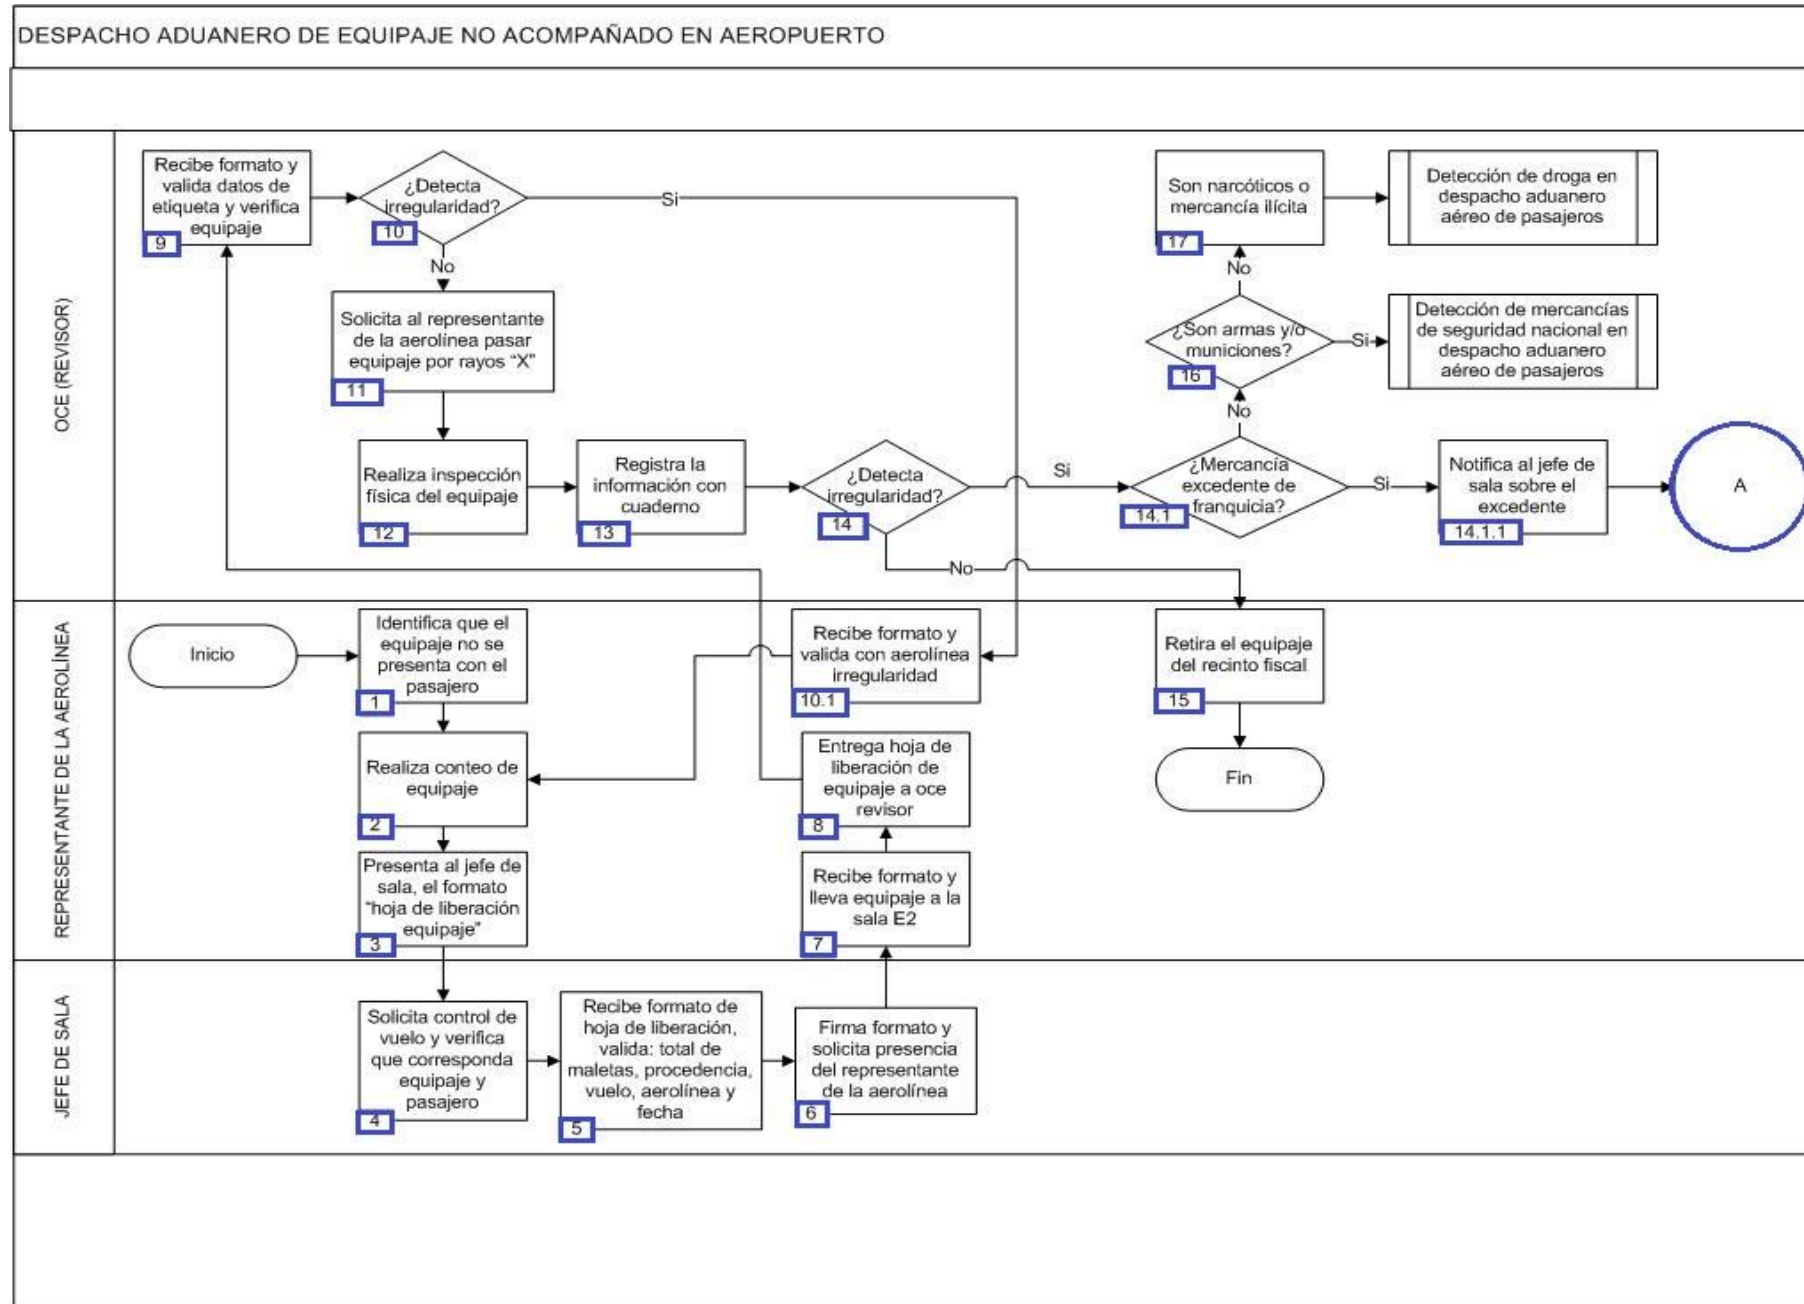 DESPACHO ADUANERO DE EQUIPAJE NO ACOMPAÑADO EN AEROPUERTO
OCE (REVISOR)
Recibe formato y
valida datos de
etiqueta y verifica
equipaje
9
¿Detecta
irregularidad?
10
Si
No
Solicita al representante
de la aerolínea pasar
equipaje por rayos “X”
11
Realiza inspección
física del equipaje
12
Registra la
información con
cuaderno
13
¿Detecta
irregularidad?
14
Si
No
¿Mercancía
excedente de
franquicia?
14.1
Si
No
Notifica al jefe de
sala sobre el
excedente
14.1.1
A
¿Son armas y/o
municiones?
16
Si
No
Detección de mercancías
de seguridad nacional en
despacho aduanero
aéreo de pasajeros
Son narcóticos o
mercancía ilícita
17
Detección de droga en
despacho aduanero
aéreo de pasajeros
REPRESENTANTE DE LA AEROLÍNEA
Inicio
Identifica que el
equipaje no se
presenta con el
pasajero
1
Realiza conteo de
equipaje
2
Presenta al jefe de
sala, el formato
“hoja de liberación
equipaje”
3
Recibe formato y
valida con aerolínea
irregularidad
10.1
Entrega hoja de
liberación de
equipaje a oce
revisor
8
Recibe formato y
lleva equipaje a la
sala E2
7
Retira el equipaje
del recinto fiscal
15
Fin
JEFE DE SALA
Solicita control de
vuelo y verifica
que corresponda
equipaje y
pasajero
4
Recibe formato de
hoja de liberación,
valida: total de
maletas, procedencia,
vuelo, aerolínea y
fecha
5
Firma formato y
solicita presencia
del representante
de la aerolínea
6